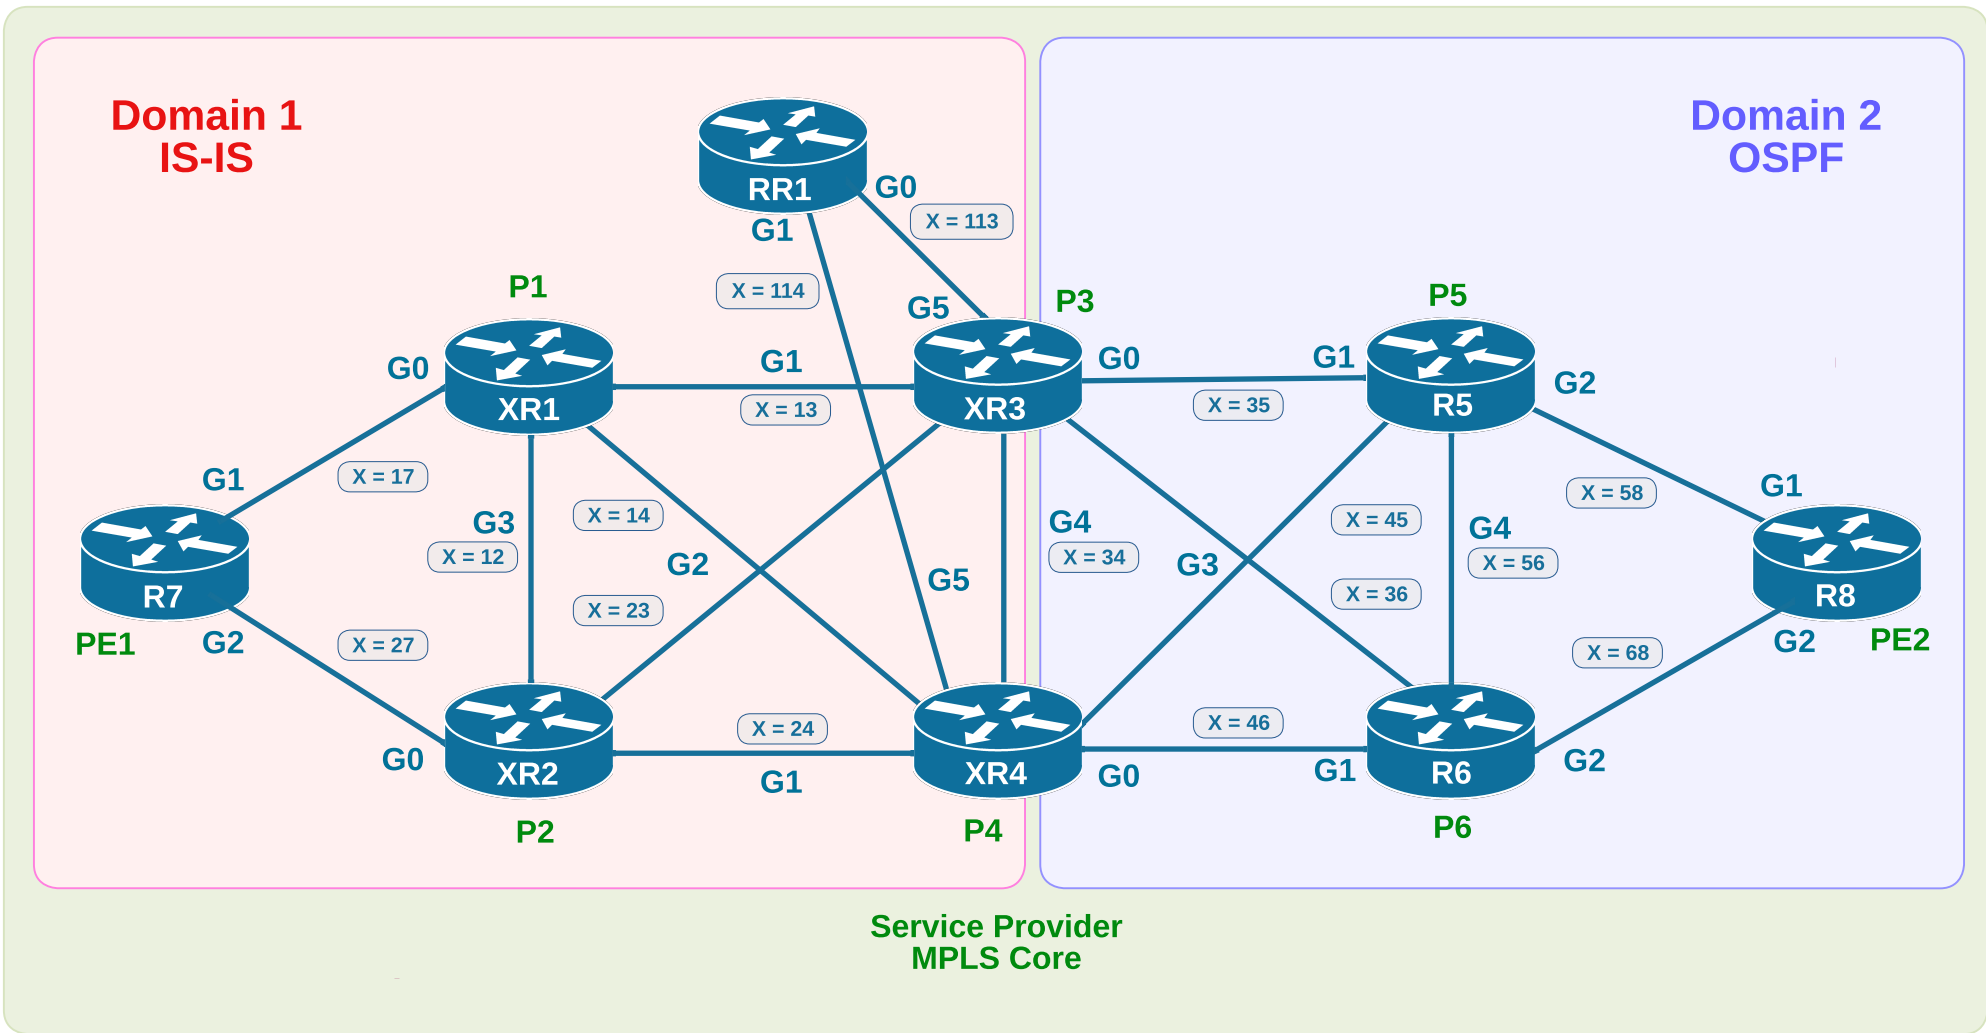 Domain 1
IS-IS
Domain 2
OSPF
RR1
G0
X = 113
G1
X = 114
P1
G5
P3
P5
G0
G1
G0
G1
G2
XR1
X = 13
XR3
X = 35
R5
G1
X = 17
G3
X = 12
X = 14
G2
G5
G4
X = 34
G3
X = 45
G4
X = 56
X = 58
G1
R7
X = 23
X = 36
R8
PE1
G2
X = 27
X = 68
G2
PE2
G0
XR2
X = 24
G1
XR4
X = 46
G0
G1
R6
G2
P2
P4
P6
Service Provider
MPLS Core